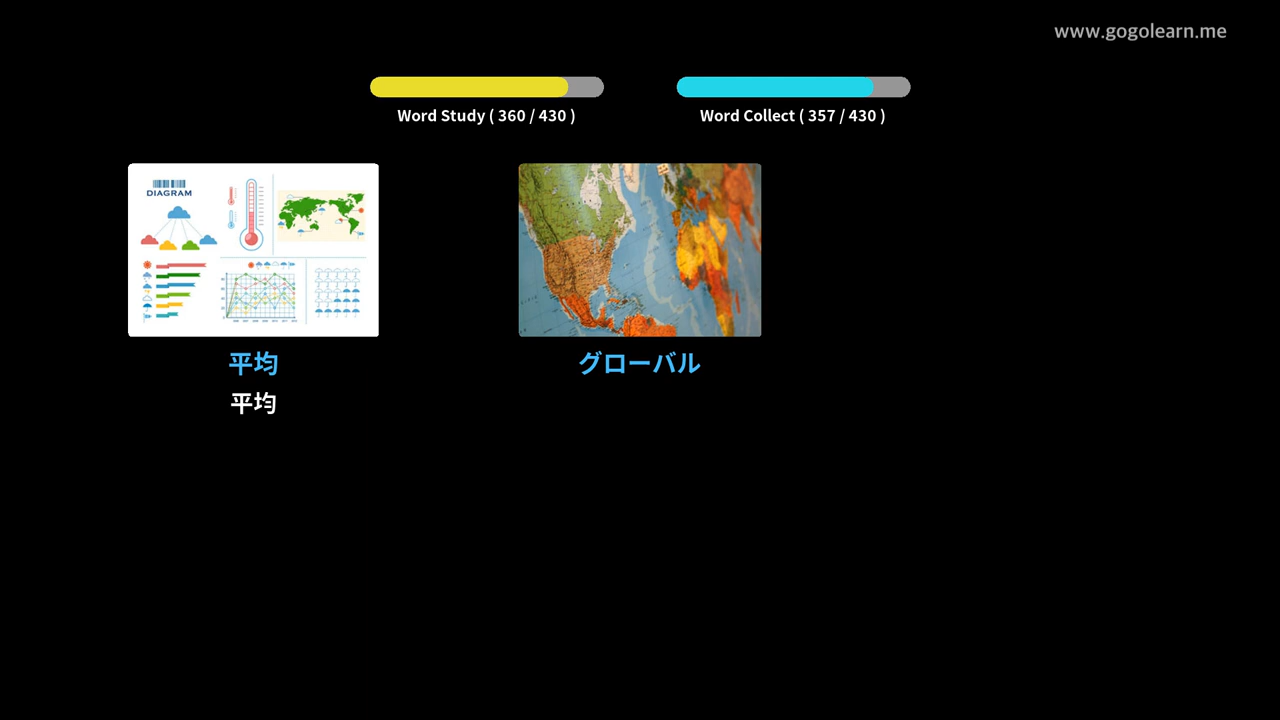 www.gogolearn.me
Word Study ( 360 / 430 )
Word Collect ( 357 / 430 )
DIAGRAM
平均
グローバル
平均